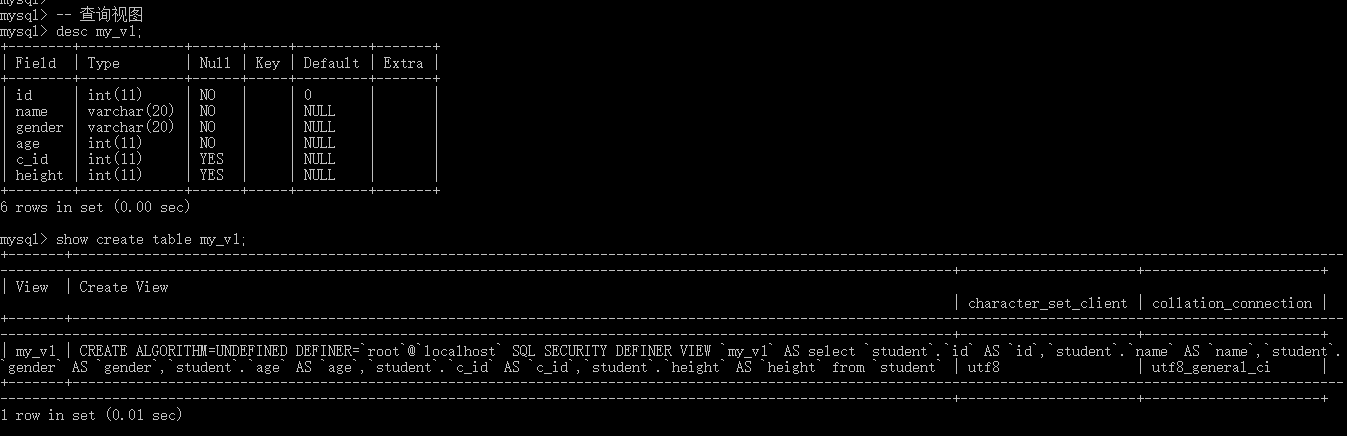 mysql>
mysql> -- 查询视图
mysql> desc my_v1;
+--------+-------------+------+-----+---------+-------+
| Field  | Type        | Null | Key | Default | Extra |
+--------+-------------+------+-----+---------+-------+
| id     | int(11)     | NO   |     | 0       |       |
| name   | varchar(20) | NO   |     | NULL    |       |
| gender | varchar(20) | NO   |     | NULL    |       |
| age    | int(11)     | NO   |     | NULL    |       |
| c_id   | int(11)     | YES  |     | NULL    |       |
| height | int(11)     | YES  |     | NULL    |       |
+--------+-------------+------+-----+---------+-------+
6 rows in set (0.00 sec)
mysql> show create table my_v1;
| View  | Create View
| character_set_client | collation_connection |
| my_v1 | CREATE ALGORITHM=UNDEFINED DEFINER=`root`@`localhost` SQL SECURITY DEFINER VIEW `my_v1` AS select `student`.`id` AS `id`,`student`.`name` AS `name`,`student`.
`gender` AS `gender`,`student`.`age` AS `age`,`student`.`c_id` AS `c_id`,`student`.`height` AS `height` from `student` | utf8                 | utf8_general_ci      |
1 row in set (0.01 sec)